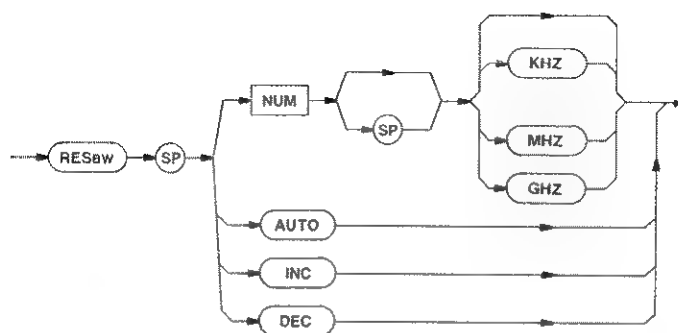 KHZ
NUM
SP
MHZ
RESBW
SP
GHZ
AUTO
INC
DEC